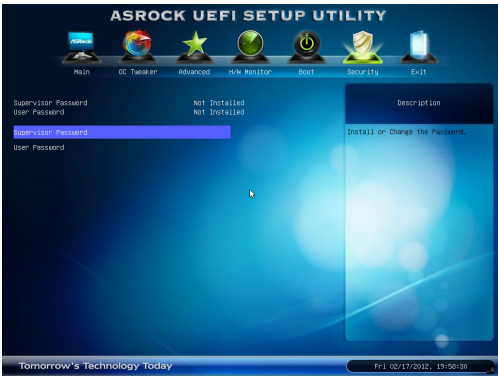 ASROCK UEFI SETUP UTILITY
ASRock
Main OC Tweaker Advanced H/W Monitor Boot Security Exit
Supervisor Password Not Installed
User Password Not Installed
Supervisor Password
User Password
Description
Install or Change the Password.
Tomorrow's Technology Today
Fri 02/17/2012, 19:58:30